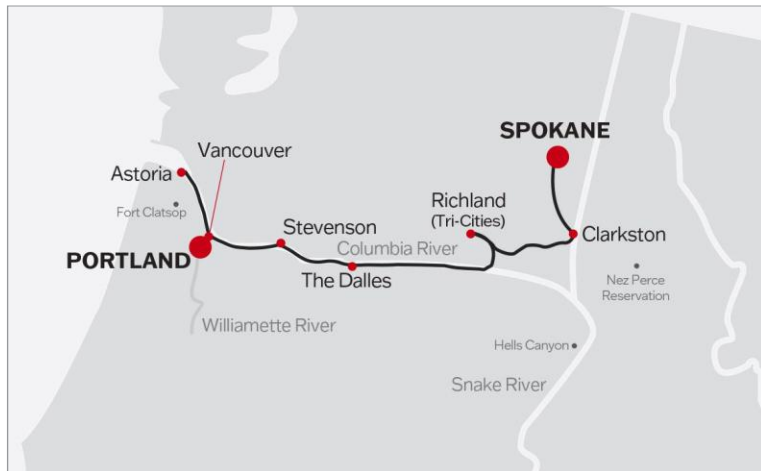 SPOKANE
Vancouver
Astoria
Richland
(Tri-Cities)
Fort Clatsop
Stevenson
Clarkston
Columbia River
PORTLAND
The Dalles
Nez Perce
Reservation
Williamette River
Hells Canyon
Snake River